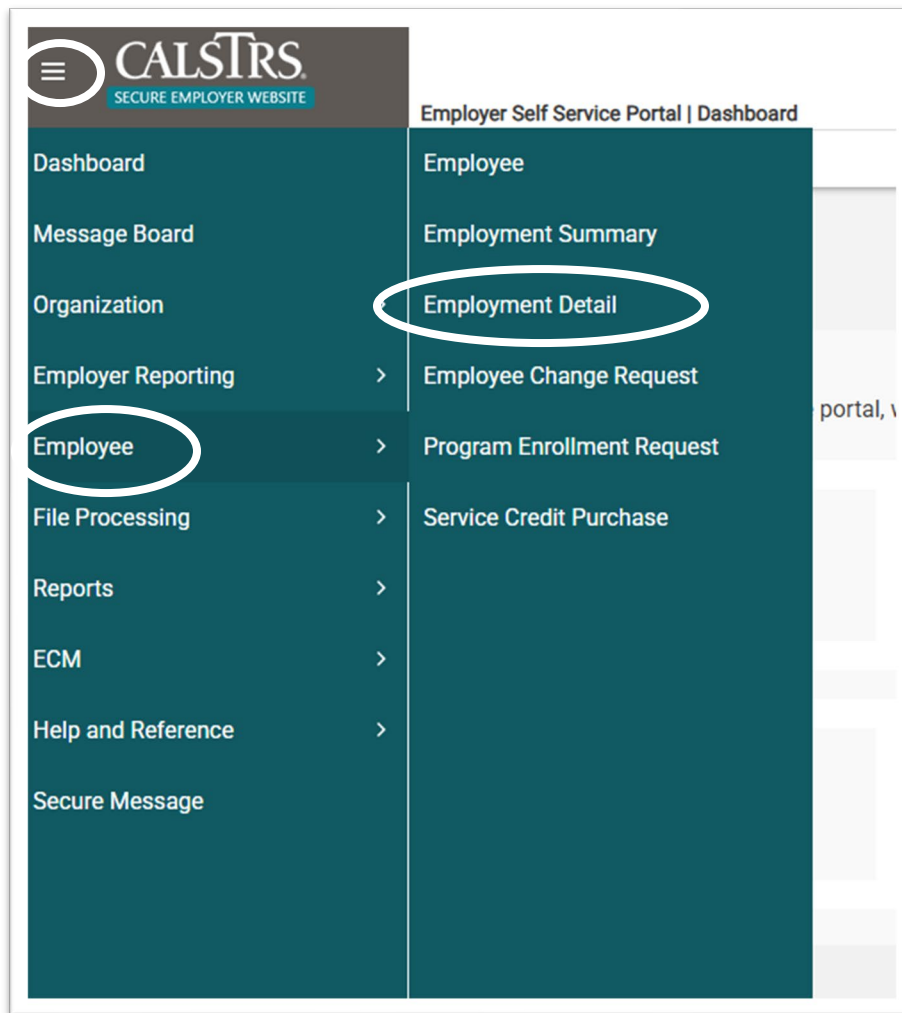 CALSTRS.
SECURE EMPLOYER WEBSITE
Employer Self Service Portal | Dashboard
Dashboard
Message Board
Organization
Employer Reporting
Employee
File Processing
Reports
ECM
Help and Reference
Secure Message
Employee
Employment Summary
Employment Detail
Employee Change Request
Program Enrollment Request
Service Credit Purchase
portal,